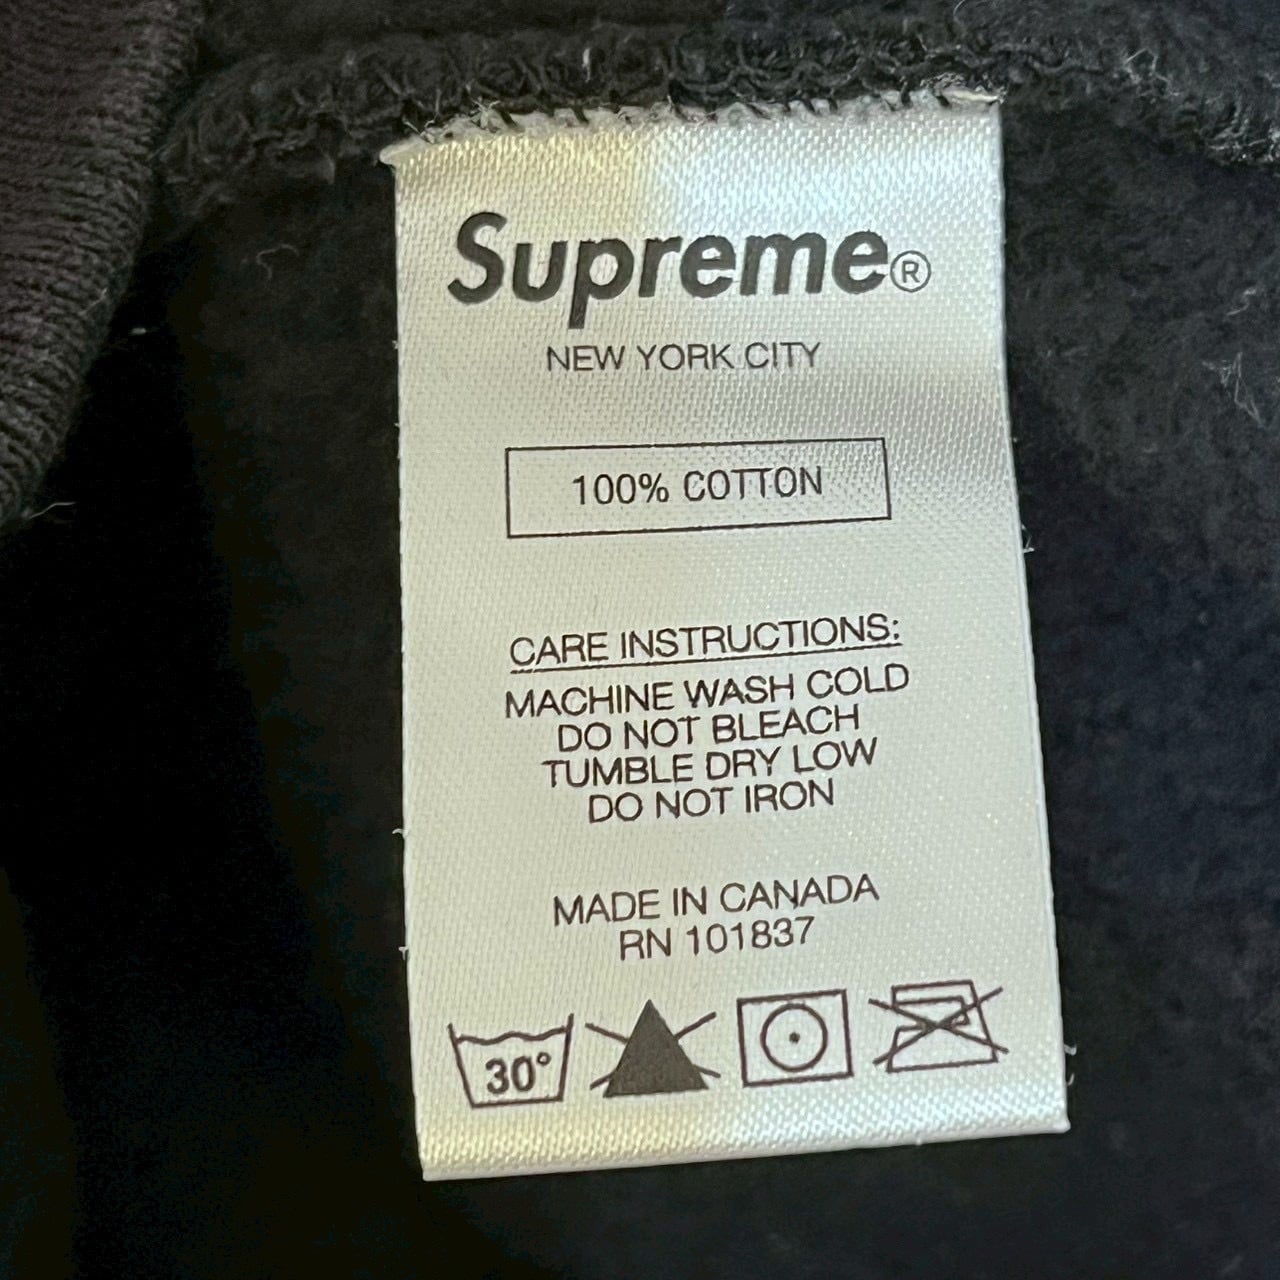 Supreme®
NEW YORK CITY
100% COTTON
CARE INSTRUCTIONS:
MACHINE WASH COLD
DO NOT BLEACH
TUMBLE DRY LOW
DO NOT IRON
MADE IN CANADA
RN 101837
30°